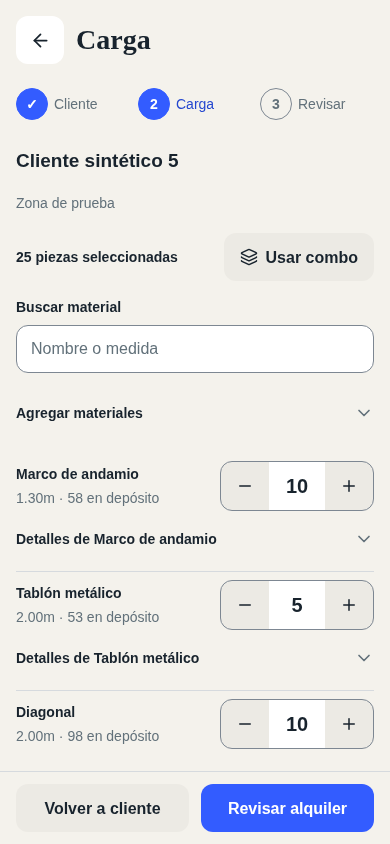 Carga
✓ Cliente 2 Carga 3 Revisar
Cliente sintético 5
Zona de prueba
25 piezas seleccionadas Usar combo
Buscar material
Nombre o medida
Agregar materiales
Marco de andamio
1.30m · 58 en depósito
− 10 +
Detalles de Marco de andamio
Tablón metálico
2.00m · 53 en depósito
− 5 +
Detalles de Tablón metálico
Diagonal
2.00m · 98 en depósito
− 10 +
Volver a cliente Revisar alquiler